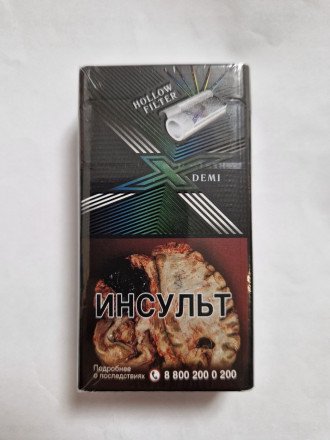 HOLLOW
FILTER
X
DEMI
ИНСУЛЬТ
Подробнее
о последствиях 8 800 200 0 200